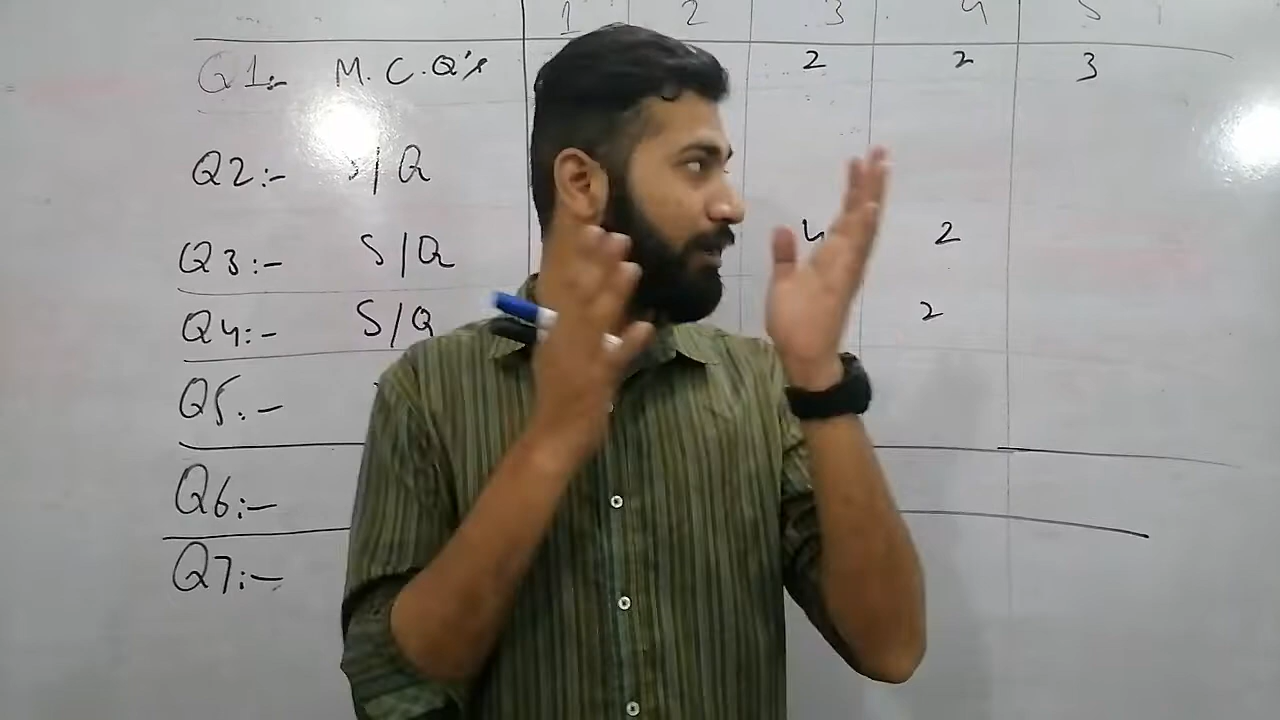 1 2 3 4 5
Q1:- M.C.Q's 2 2 3
Q2:- S/Q
Q3:- S/Q 4 2
Q4:- S/Q 2
Q5:-
Q6:-
Q7:-